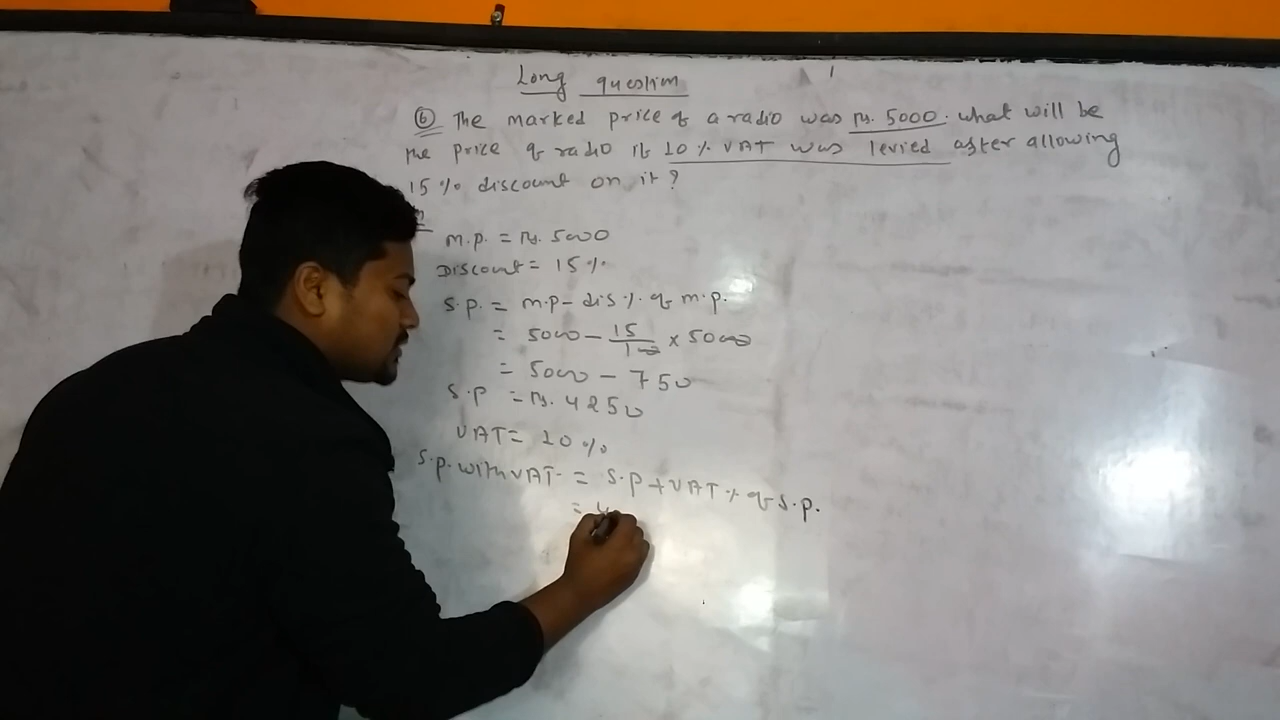 Long question
⑥ The marked price of a radio was Rs. 5000. what will be
the price of radio if 10% VAT was levied after allowing
15% discount on it?
M.P. = Rs. 5000
Discount = 15%
S.P. = M.P - dis% of M.P.
= 5000 - 15/100 × 5000
= 5000 - 750
S.P = Rs. 4250
VAT = 10%
S.P. with VAT = S.P + VAT% of S.P.
= 4